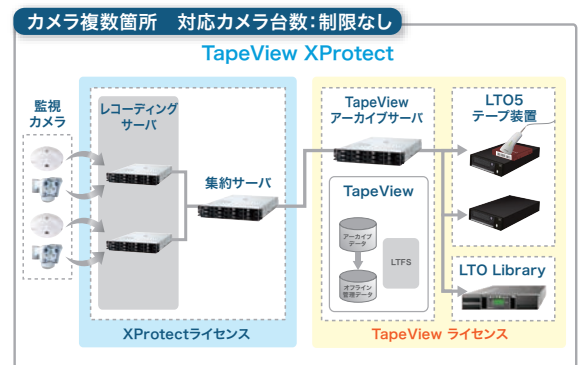 カメラ複数箇所　対応カメラ台数：制限なし
TapeView XProtect
監視
カメラ
レコーディング
サーバ
集約サーバ
XProtectライセンス
TapeView
アーカイブサーバ
TapeView
アーカイブ
データ
オフライン
管理データ
LTFS
LTO5
テープ装置
LTO Library
TapeView ライセンス